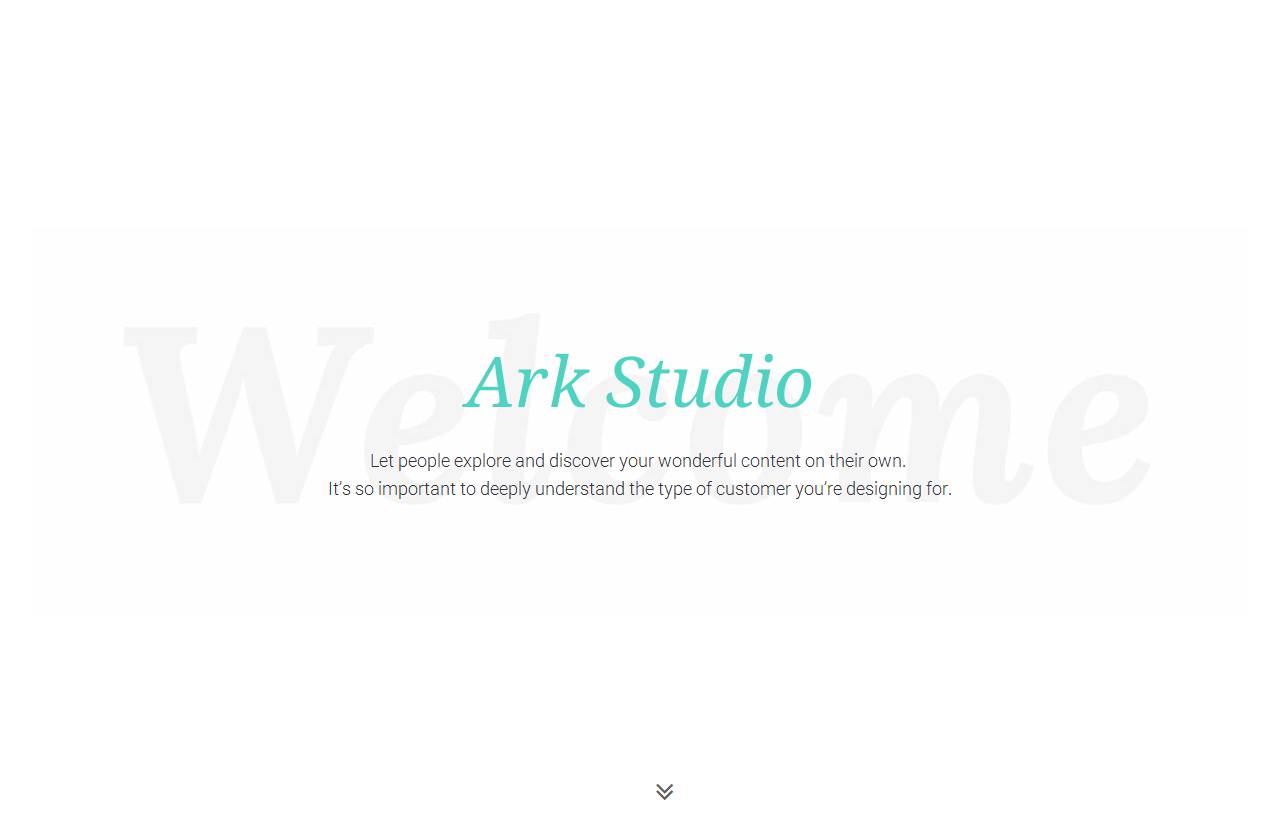 Welcome
Ark Studio
Let people explore and discover your wonderful content on their own.
It’s so important to deeply understand the type of customer you’re designing for.